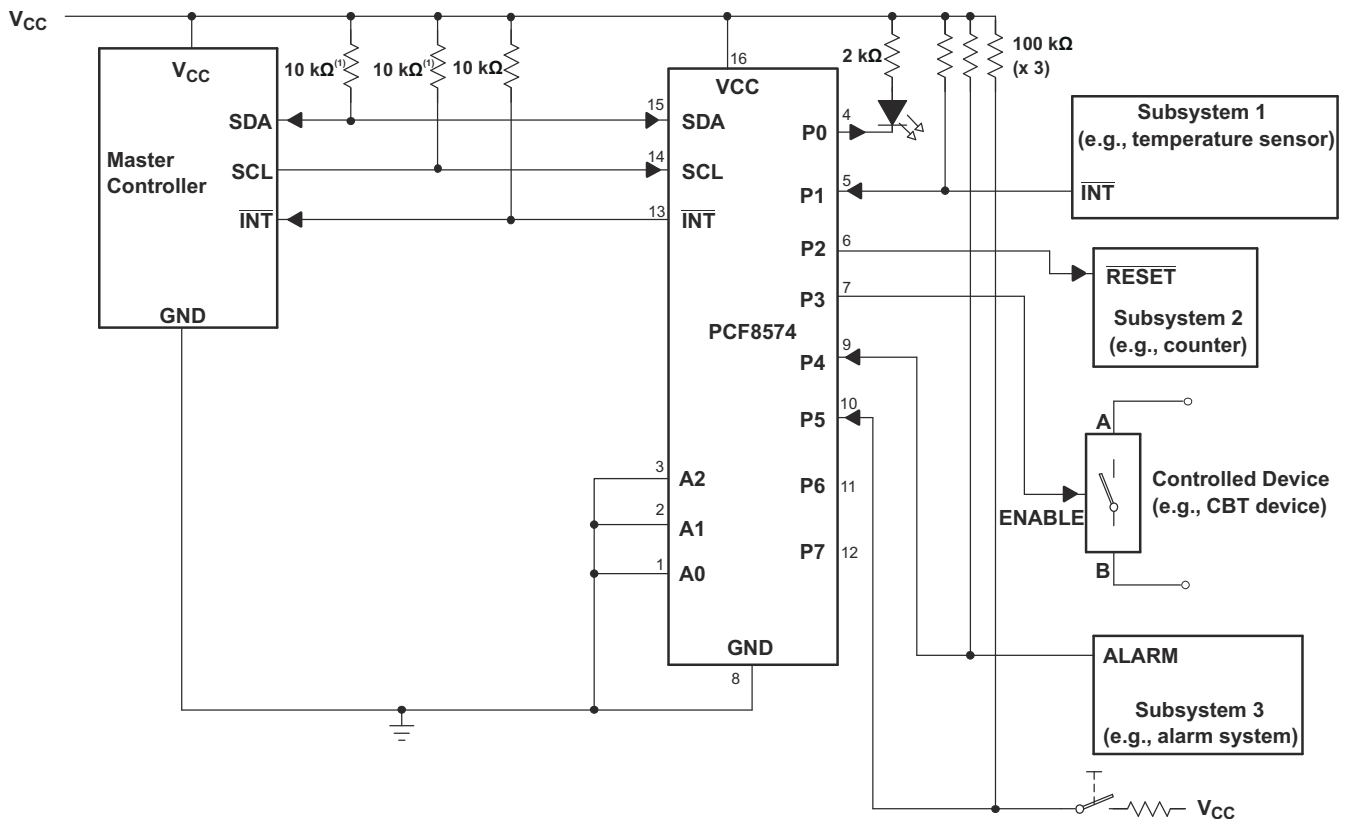 VCC
VCC
Master
Controller
SDA
SCL
INT
GND
10 kΩ(1)
10 kΩ(1)
10 kΩ
16
VCC
15
SDA
14
SCL
13
INT
PCF8574
3
A2
2
A1
1
A0
GND
8
P0
4
P1
5
P2
6
P3
7
P4
9
P5
10
P6
11
P7
12
2 kΩ
100 kΩ
(x 3)
Subsystem 1
(e.g., temperature sensor)
INT
RESET
Subsystem 2
(e.g., counter)
A
ENABLE
B
Controlled Device
(e.g., CBT device)
ALARM
Subsystem 3
(e.g., alarm system)
VCC